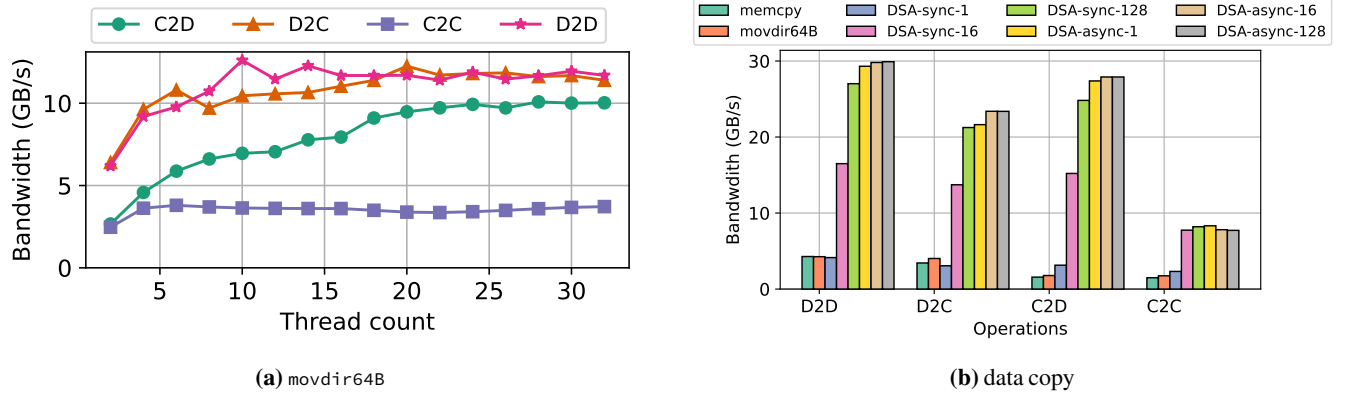 C2D D2C C2C D2D
Bandwidth (GB/s)
10
5
0
5 10 15 20 25 30
Thread count
(a) movdir64B
memcpy DSA-sync-1 DSA-sync-128 DSA-async-16
movdir64B DSA-sync-16 DSA-async-1 DSA-async-128
Bandwdith (GB/s)
30
20
10
0
D2D D2C C2D C2C
Operations
(b) data copy